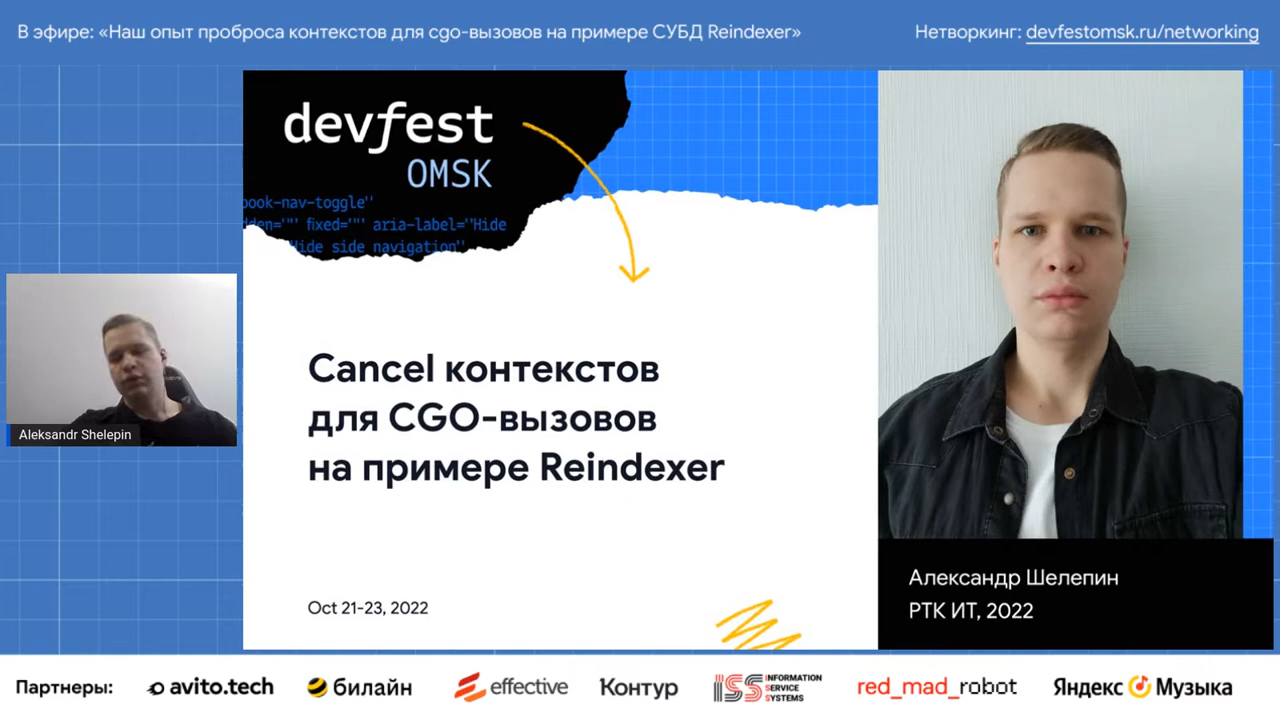 В эфире: «Наш опыт проброса контекстов для cgo-вызовов на примере СУБД Reindexer»
Нетворкинг: devfestomsk.ru/networking
devfest
OMSK
book-nav-toggle"
dden="" fixed="" aria-label="Hide
Hide side navigation"
Cancel контекстов
для CGO-вызовов
на примере Reindexer
Aleksandr Shelepin
Oct 21-23, 2022
Александр Шелепин
РТК ИТ, 2022
Партнеры: avito.tech билайн effective Контур ISS INFORMATION SERVICE SYSTEMS red_mad_robot Яндекс Музыка